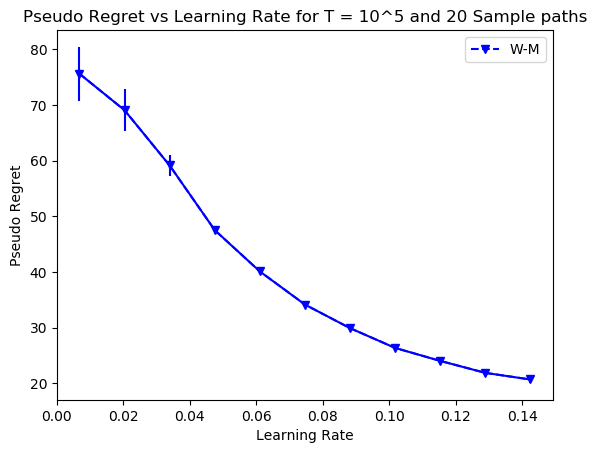 Pseudo Regret vs Learning Rate for T = 10^5 and 20 Sample paths
W-M
Pseudo Regret
80
70
60
50
40
30
20
0.00 0.02 0.04 0.06 0.08 0.10 0.12 0.14
Learning Rate